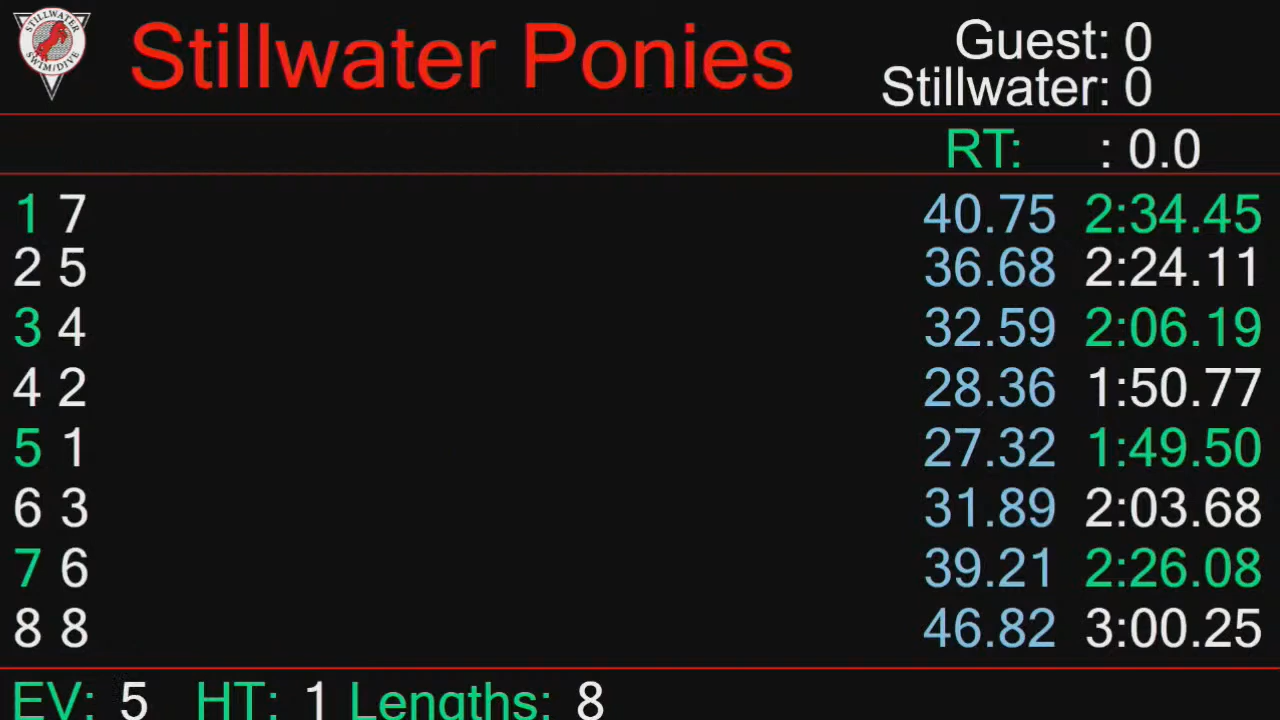 STILLWATER
SWIM/DIVE
Stillwater Ponies
Guest: 0
Stillwater: 0
RT: : 0.0
1 7 40.75 2:34.45
2 5 36.68 2:24.11
3 4 32.59 2:06.19
4 2 28.36 1:50.77
5 1 27.32 1:49.50
6 3 31.89 2:03.68
7 6 39.21 2:26.08
8 8 46.82 3:00.25
EV: 5 HT: 1 Lengths: 8